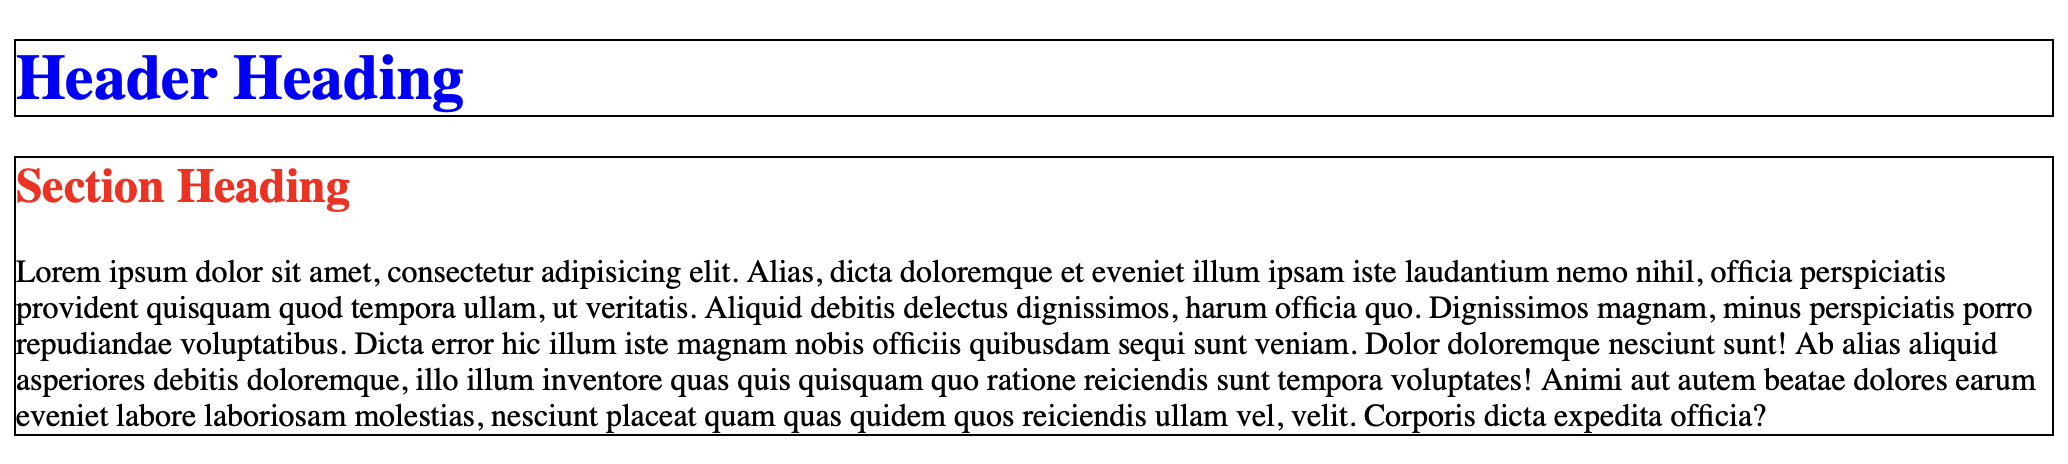 Header Heading
Section Heading
Lorem ipsum dolor sit amet, consectetur adipisicing elit. Alias, dicta doloremque et eveniet illum ipsam iste laudantium nemo nihil, officia perspiciatis
provident quisquam quod tempora ullam, ut veritatis. Aliquid debitis delectus dignissimos, harum officia quo. Dignissimos magnam, minus perspiciatis porro
repudiandae voluptatibus. Dicta error hic illum iste magnam nobis officiis quibusdam sequi sunt veniam. Dolor doloremque nesciunt sunt! Ab alias aliquid
asperiores debitis doloremque, illo illum inventore quas quis quisquam quo ratione reiciendis sunt tempora voluptates! Animi aut autem beatae dolores earum
eveniet labore laboriosam molestias, nesciunt placeat quam quas quidem quos reiciendis ullam vel, velit. Corporis dicta expedita officia?